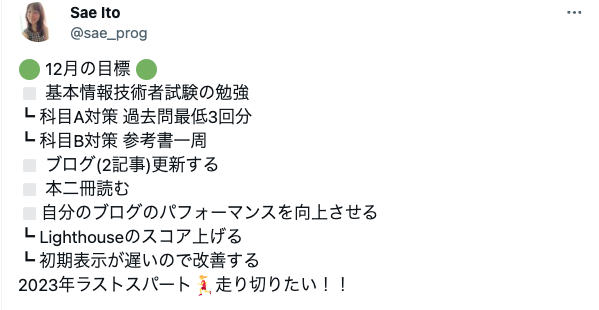 Sae Ito
@sae_prog
🟢 12月の目標 🟢
◽ 基本情報技術者試験の勉強
┗ 科目A対策 過去問最低3回分
┗ 科目B対策 参考書一周
◽ ブログ(2記事)更新する
◽ 本二冊読む
◽自分のブログのパフォーマンスを向上させる
┗ Lighthouseのスコア上げる
┗ 初期表示が遅いので改善する
2023年ラストスパート🏃‍♀️走り切りたい！！